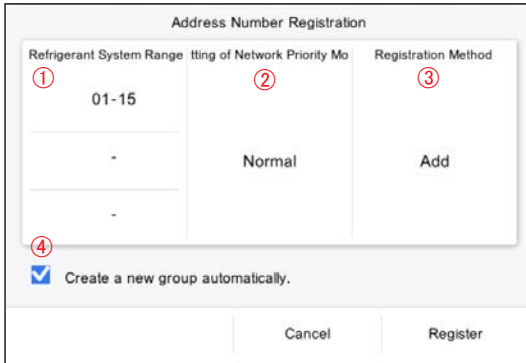 Address Number Registration
Refrigerant System Range tting of Network Priority Mo Registration Method
① ② ③
01-15
-
Normal Add
-
④
Create a new group automatically.
Cancel Register